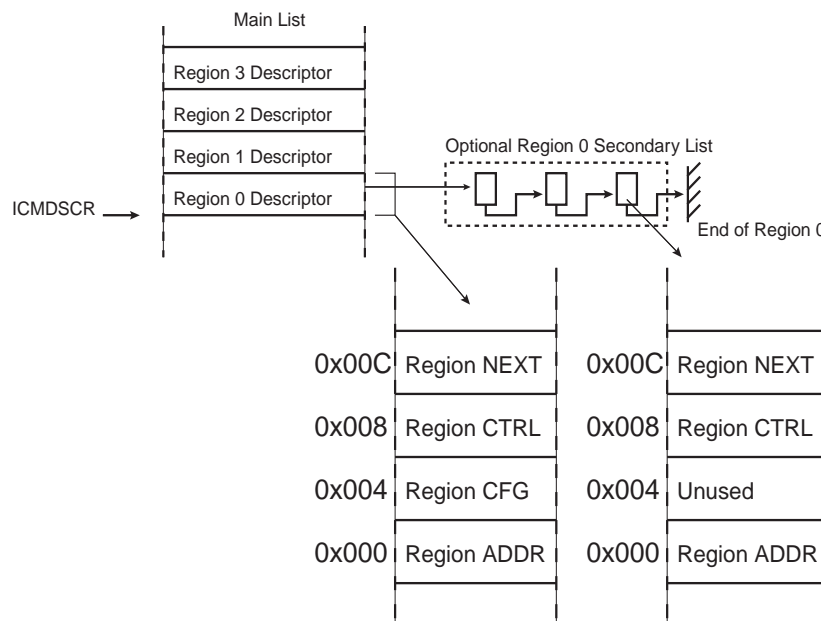 Main List
Region 3 Descriptor
Region 2 Descriptor
Region 1 Descriptor
Region 0 Descriptor
ICMDSCR
Optional Region 0 Secondary List
End of Region 0
0x00C Region NEXT
0x008 Region CTRL
0x004 Region CFG
0x000 Region ADDR
0x00C Region NEXT
0x008 Region CTRL
0x004 Unused
0x000 Region ADDR